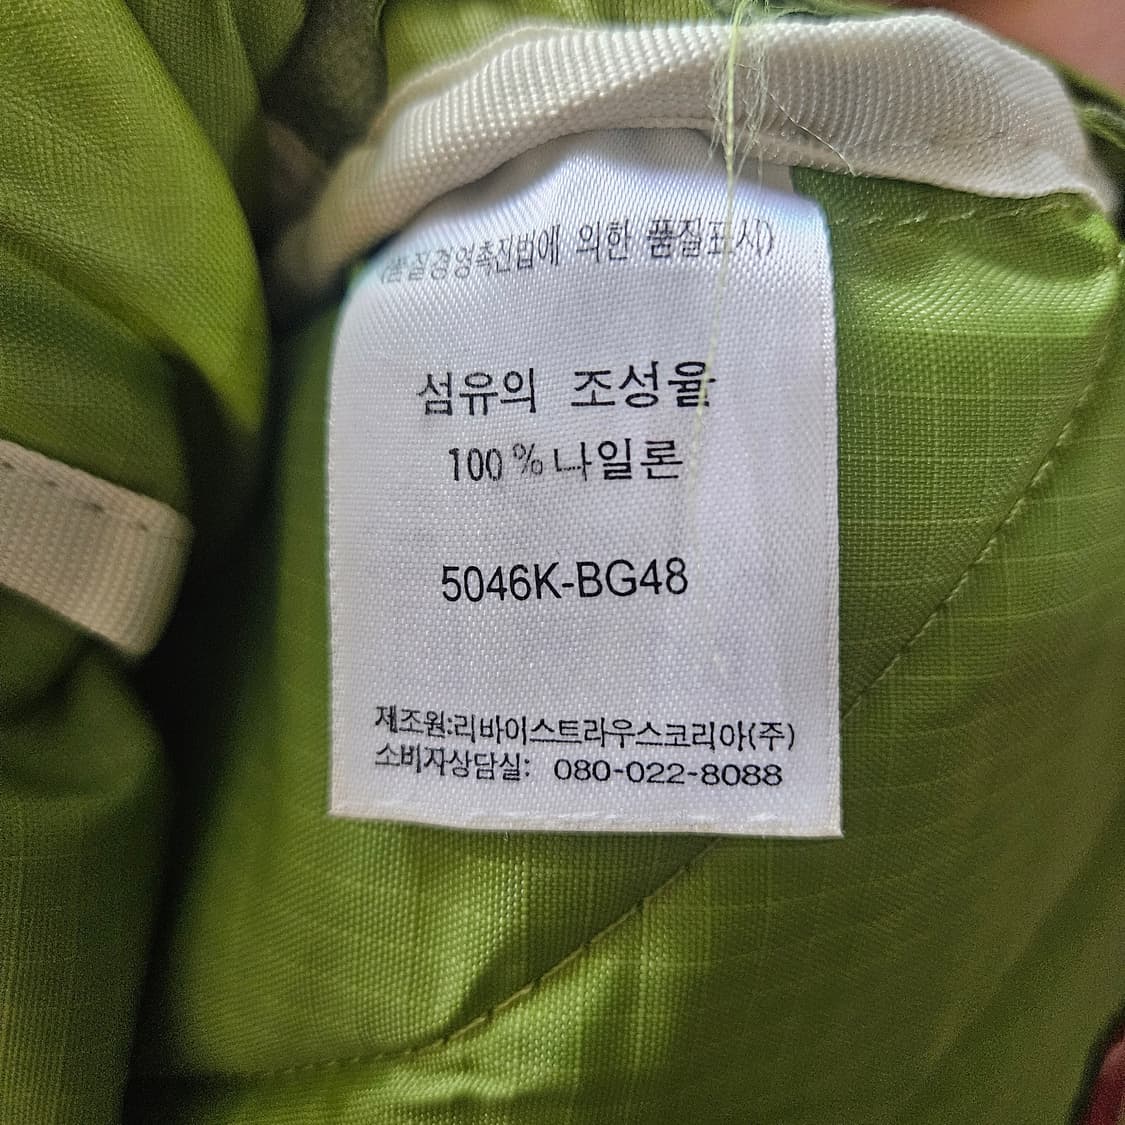 (품질경영촉진법에 의한 품질표시)
섬유의 조성율
100 % 나일론
5046K-BG48
제조원:리바이스트라우스코리아(주)
소비자상담실: 080-022-8088